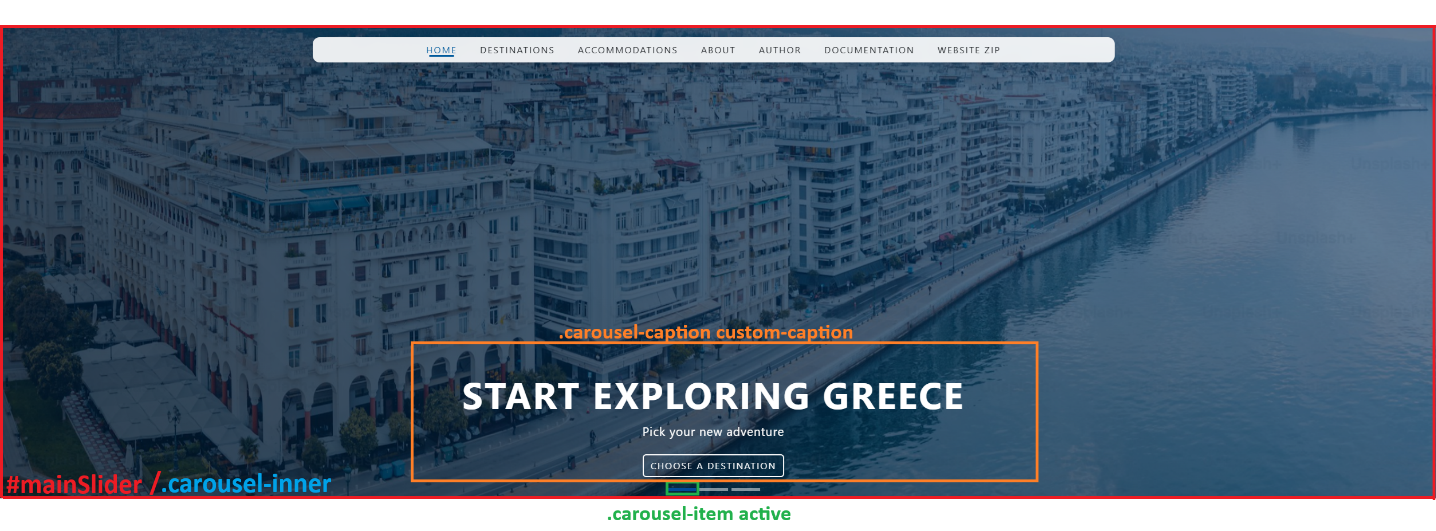 HOME DESTINATIONS ACCOMMODATIONS ABOUT AUTHOR DOCUMENTATION WEBSITE ZIP
.carousel-caption custom-caption
START EXPLORING GREECE
Pick your new adventure
CHOOSE A DESTINATION
#mainSlider /.carousel-inner
.carousel-item active